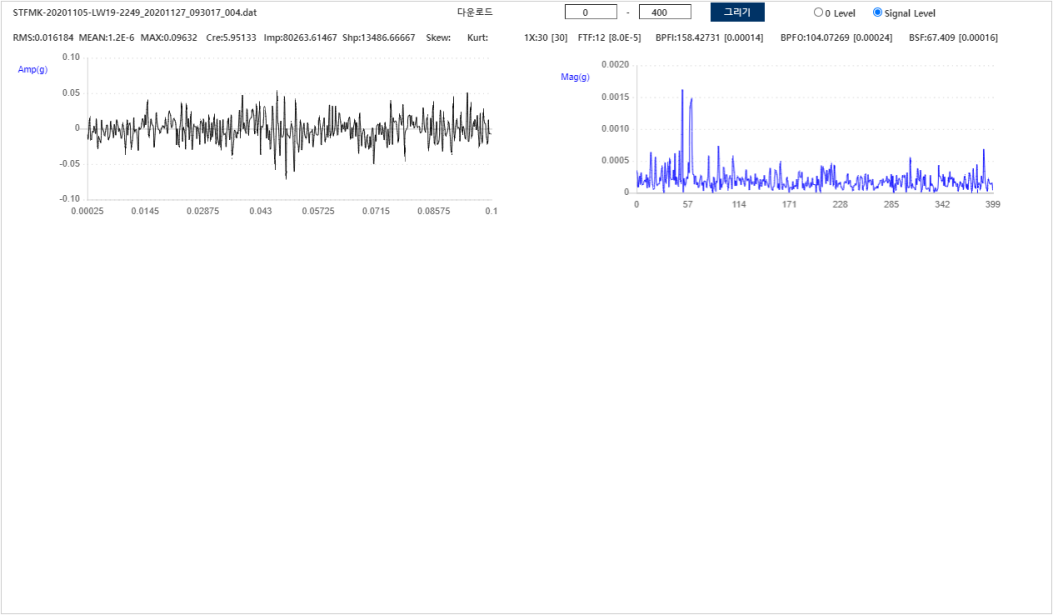 STFMK-20201105-LW19-2249_20201127_093017_004.dat 다운로드 0 - 400 그리기 0 Level Signal Level
RMS:0.016184 MEAN:1.2E-6 MAX:0.09632 Cre:5.95133 Imp:80263.61467 Shp:13486.66667 Skew: Kurt: 1X:30 [30] FTF:12 [8.0E-5] BPFI:158.42731 [0.00014] BPFO:104.07269 [0.00024] BSF:67.409 [0.00016]
Amp(g)
0.10
0.05
0
-0.05
-0.10
0.00025 0.0145 0.02875 0.043 0.05725 0.0715 0.08575 0.1
Mag(g)
0.0020
0.0015
0.0010
0.0005
0
0 57 114 171 228 285 342 399